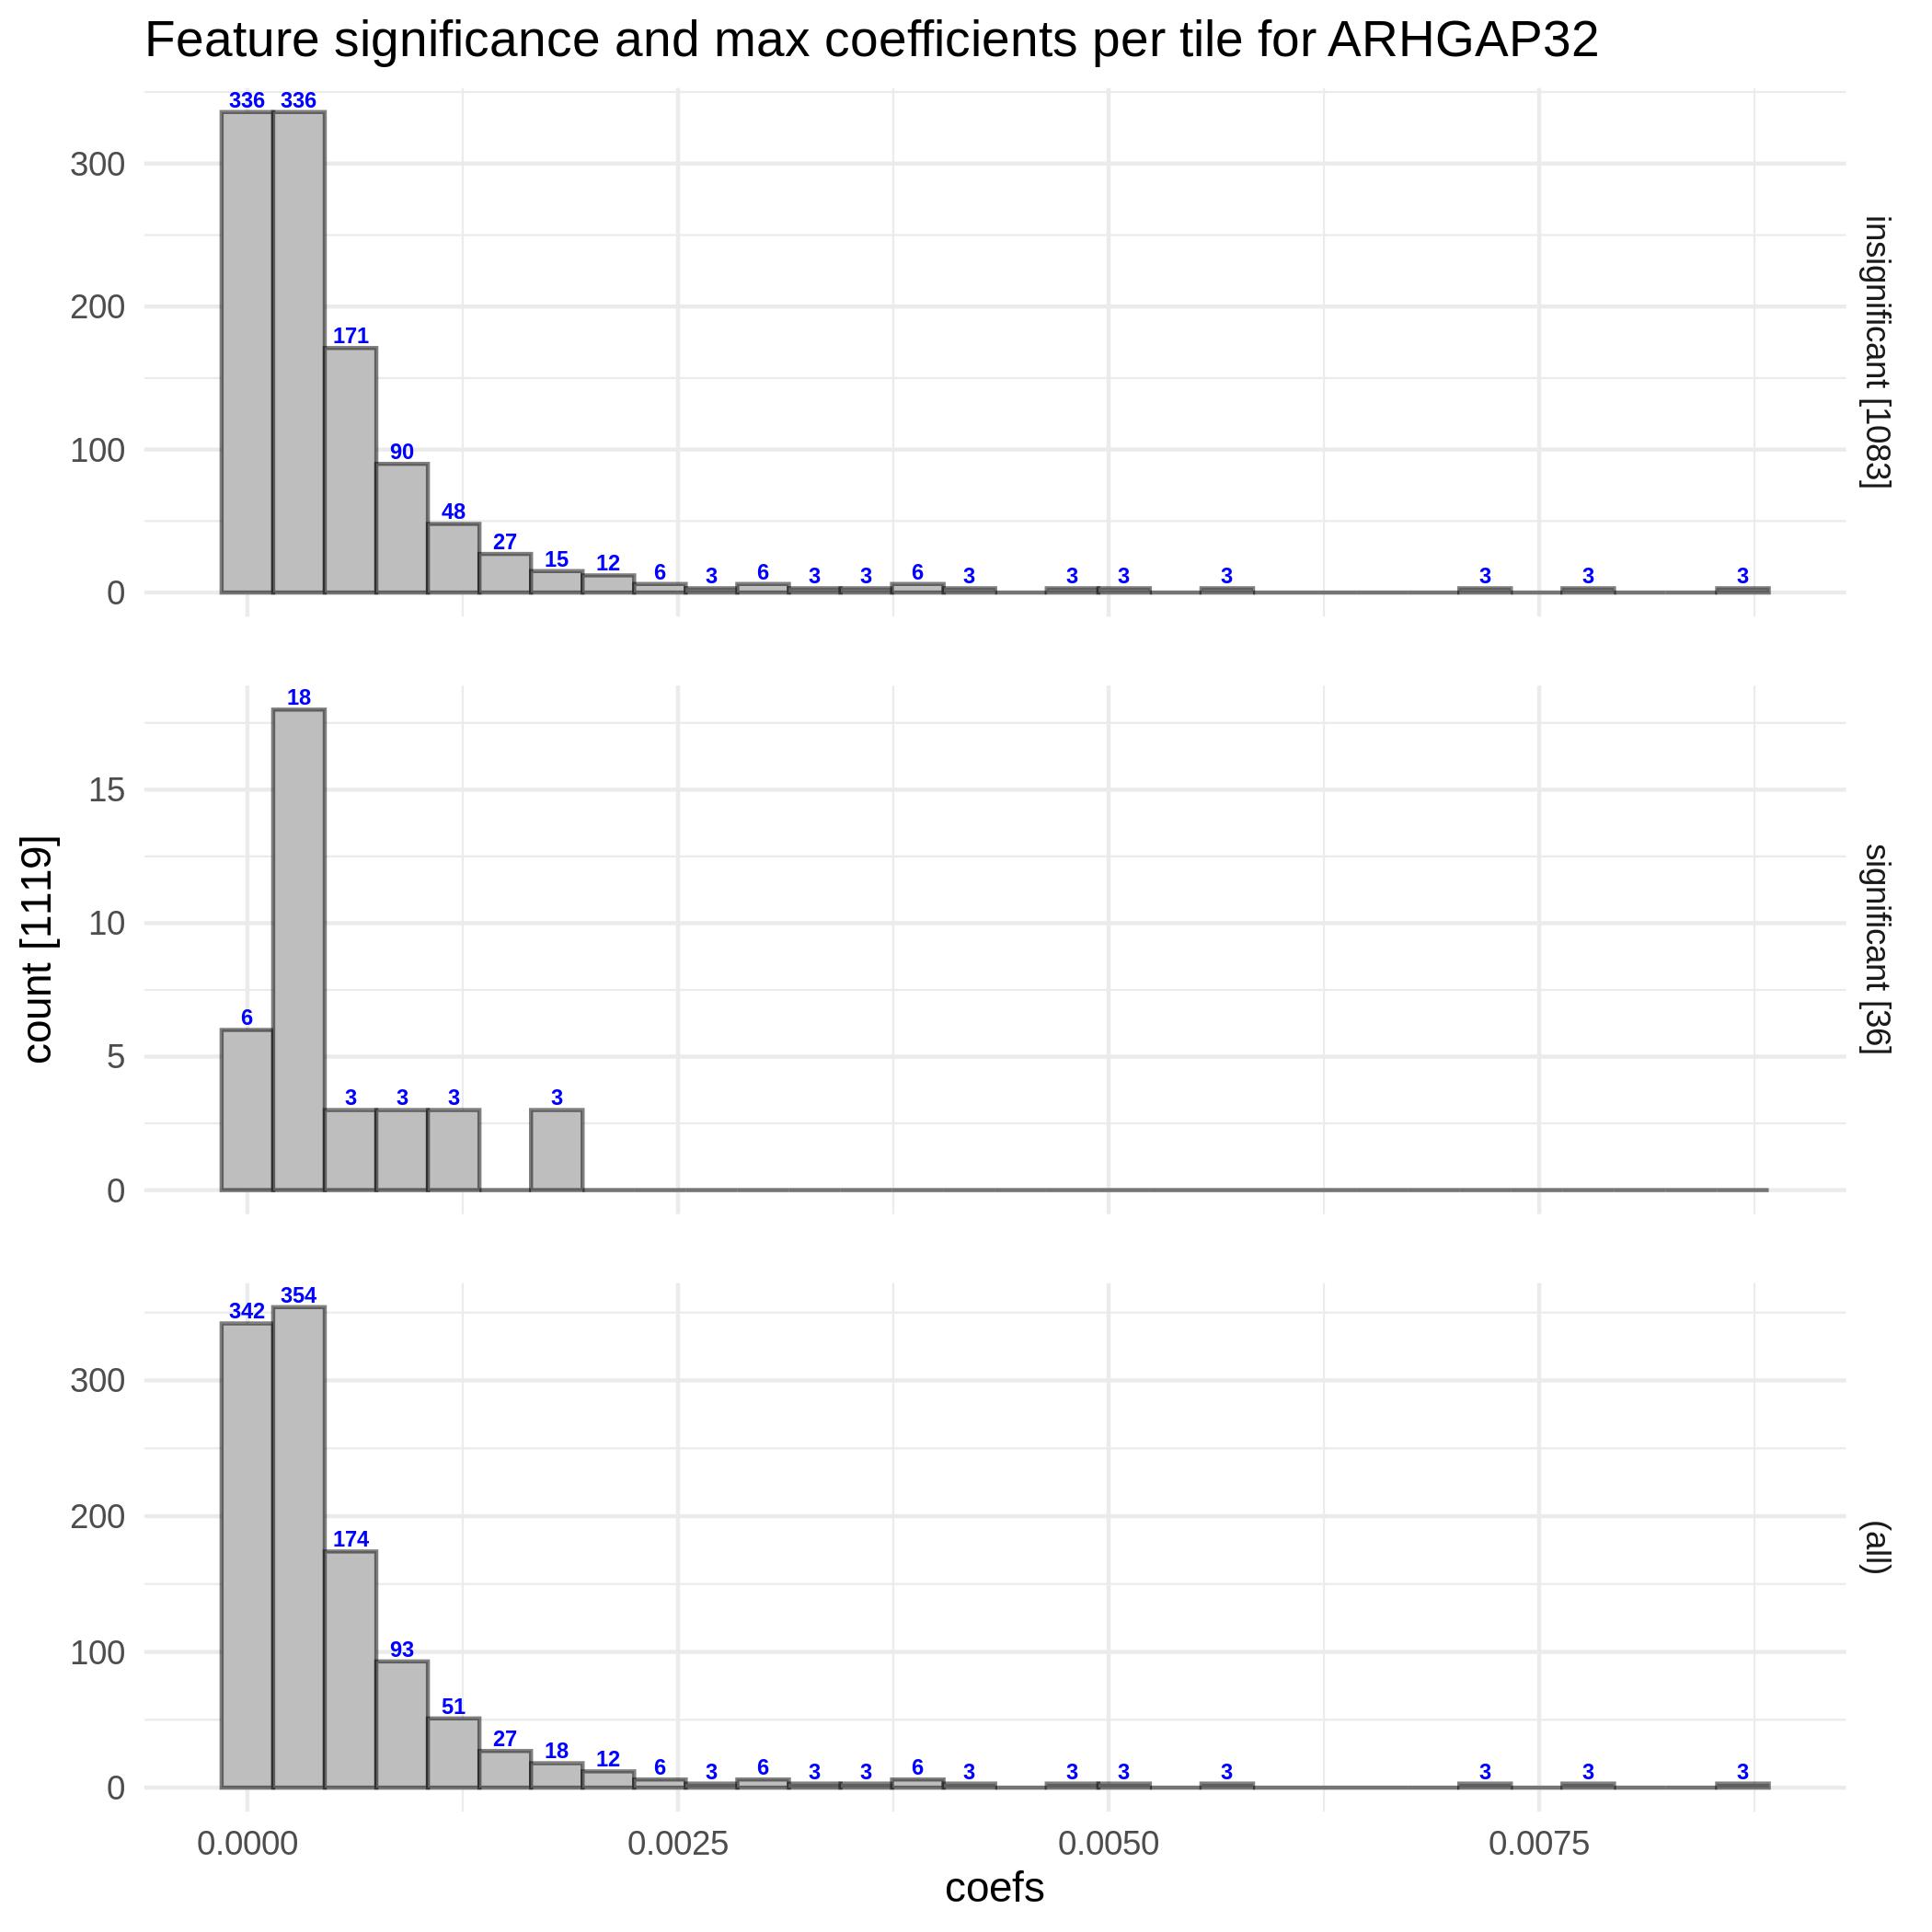 Feature significance and max coefficients per tile for ARHGAP32
336 336 171 90 48 27 15 12 6 3 6 3 3 6 3 3 3 3 3 3 3
300
200
100
0
insignificant [1083]
18 6 3 3 3 3
15
10
5
0
significant [36]
count [1119]
342 354 174 93 51 27 18 12 6 3 6 3 3 6 3 3 3 3 3 3 3
300
200
100
0
(all)
0.0000 0.0025 0.0050 0.0075
coefs